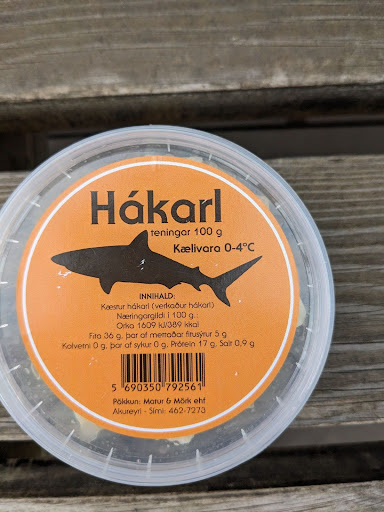 Hákarl
teningar 100 g
Kælivara 0-4°C
INNIHALD:
Kæstur hákarl (verkaður hákarl)
Næringargildi í 100 g.:
Orka 1609 kJ/389 kkal
Fita 36 g, þar af mettaðar fitusýrur 5 g
Kolvetni 0 g, þar af sykur 0 g, Prótein 17 g, Salt 0,9 g
5 690350 792561
Pökkun: Matur & Mörk ehf
Akureyri - Sími: 462-7273